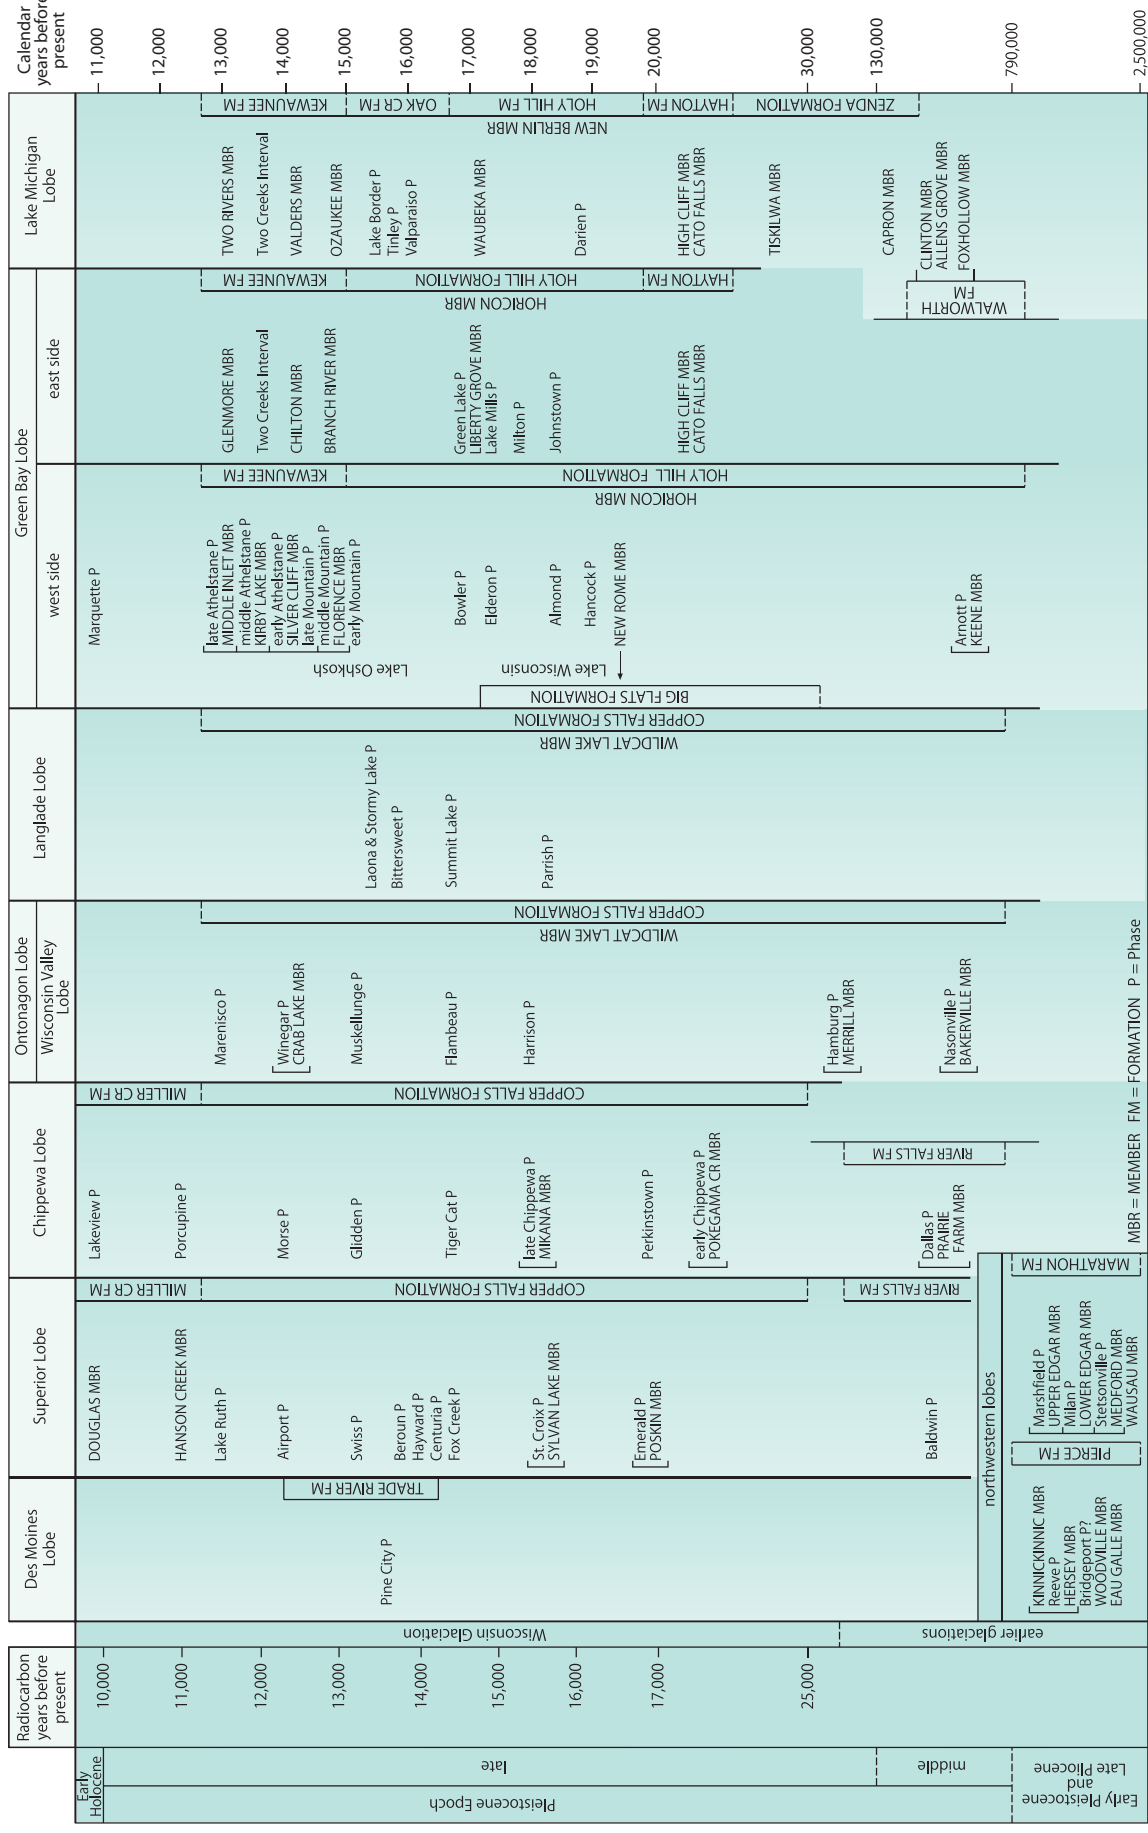 Early
Holocene
Pleistocene Epoch
late
middle
Early Pleistocene
and
Late Pliocene
Radiocarbon
years before
present
10,000
11,000
12,000
13,000
14,000
15,000
16,000
17,000
25,000
Wisconsin Glaciation
earlier glaciations
Des Moines
Lobe
Pine City P
TRADE RIVER FM
northwestern lobes
KINNICKINNIC MBR
Reeve P
HERSEY MBR
Bridgeport P?
WOODVILLE MBR
EAU GALLE MBR
PIERCE FM
Superior Lobe
DOUGLAS MBR
HANSON CREEK MBR
Lake Ruth P
Airport P
Swiss P
Beroun P
Hayward P
Centuria P
Fox Creek P
St. Croix P
SYLVAN LAKE MBR
Emerald P
POSKIN MBR
Baldwin P
MILLER CR FM
COPPER FALLS FORMATION
RIVER FALLS FM
Marshfield P
UPPER EDGAR MBR
Milan P
LOWER EDGAR MBR
Stetsonville P
MEDFORD MBR
WAUSAU MBR
MARATHON FM
Chippewa Lobe
Lakeview P
Porcupine P
Morse P
Glidden P
Tiger Cat P
late Chippewa P
MIKANA MBR
Perkinstown P
early Chippewa P
POKEGAMA CR MBR
Dallas P
PRAIRIE
FARM MBR
RIVER FALLS FM
MILLER CR FM
COPPER FALLS FORMATION
Ontonagon Lobe
Wisconsin Valley
Lobe
Marenisco P
Winegar P
CRAB LAKE MBR
Muskellunge P
Flambeau P
Harrison P
Hamburg P
MERRILL MBR
Nasonville P
BAKERVILLE MBR
WILDCAT LAKE MBR
COPPER FALLS FORMATION
Langlade Lobe
Laona & Stormy Lake P
Bittersweet P
Summit Lake P
Parrish P
WILDCAT LAKE MBR
COPPER FALLS FORMATION
Green Bay Lobe
west side
BIG FLATS FORMATION
Lake Oshkosh
Lake Wisconsin
Marquette P
late Athelstane P
MIDDLE INLET MBR
middle Athelstane P
KIRBY LAKE MBR
early Athelstane P
SILVER CLIFF MBR
late Mountain P
middle Mountain P
FLORENCE MBR
early Mountain P
Bowler P
Elderon P
Almond P
Hancock P
NEW ROME MBR
Arnott P
KEENE MBR
HORICON MBR
KEWAUNEE FM
HOLY HILL FORMATION
east side
GLENMORE MBR
Two Creeks Interval
CHILTON MBR
BRANCH RIVER MBR
Green Lake P
LIBERTY GROVE MBR
Lake Mills P
Milton P
Johnstown P
HIGH CLIFF MBR
CATO FALLS MBR
HORICON MBR
KEWAUNEE FM
HOLY HILL FORMATION
HAYTON FM
WALWORTH
FM
Lake Michigan
Lobe
TWO RIVERS MBR
Two Creeks Interval
VALDERS MBR
OZAUKEE MBR
Lake Border P
Tinley P
Valparaiso P
WAUBEKA MBR
Darien P
HIGH CLIFF MBR
CATO FALLS MBR
TISKILWA MBR
CAPRON MBR
CLINTON MBR
ALLENS GROVE MBR
FOXHOLLOW MBR
NEW BERLIN MBR
KEWAUNEE FM
OAK CR FM
HOLY HILL FM
HAYTON FM
ZENDA FORMATION
Calendar
years before
present
11,000
12,000
13,000
14,000
15,000
16,000
17,000
18,000
19,000
20,000
30,000
130,000
790,000
2,500,000
MBR = MEMBER FM = FORMATION P = Phase